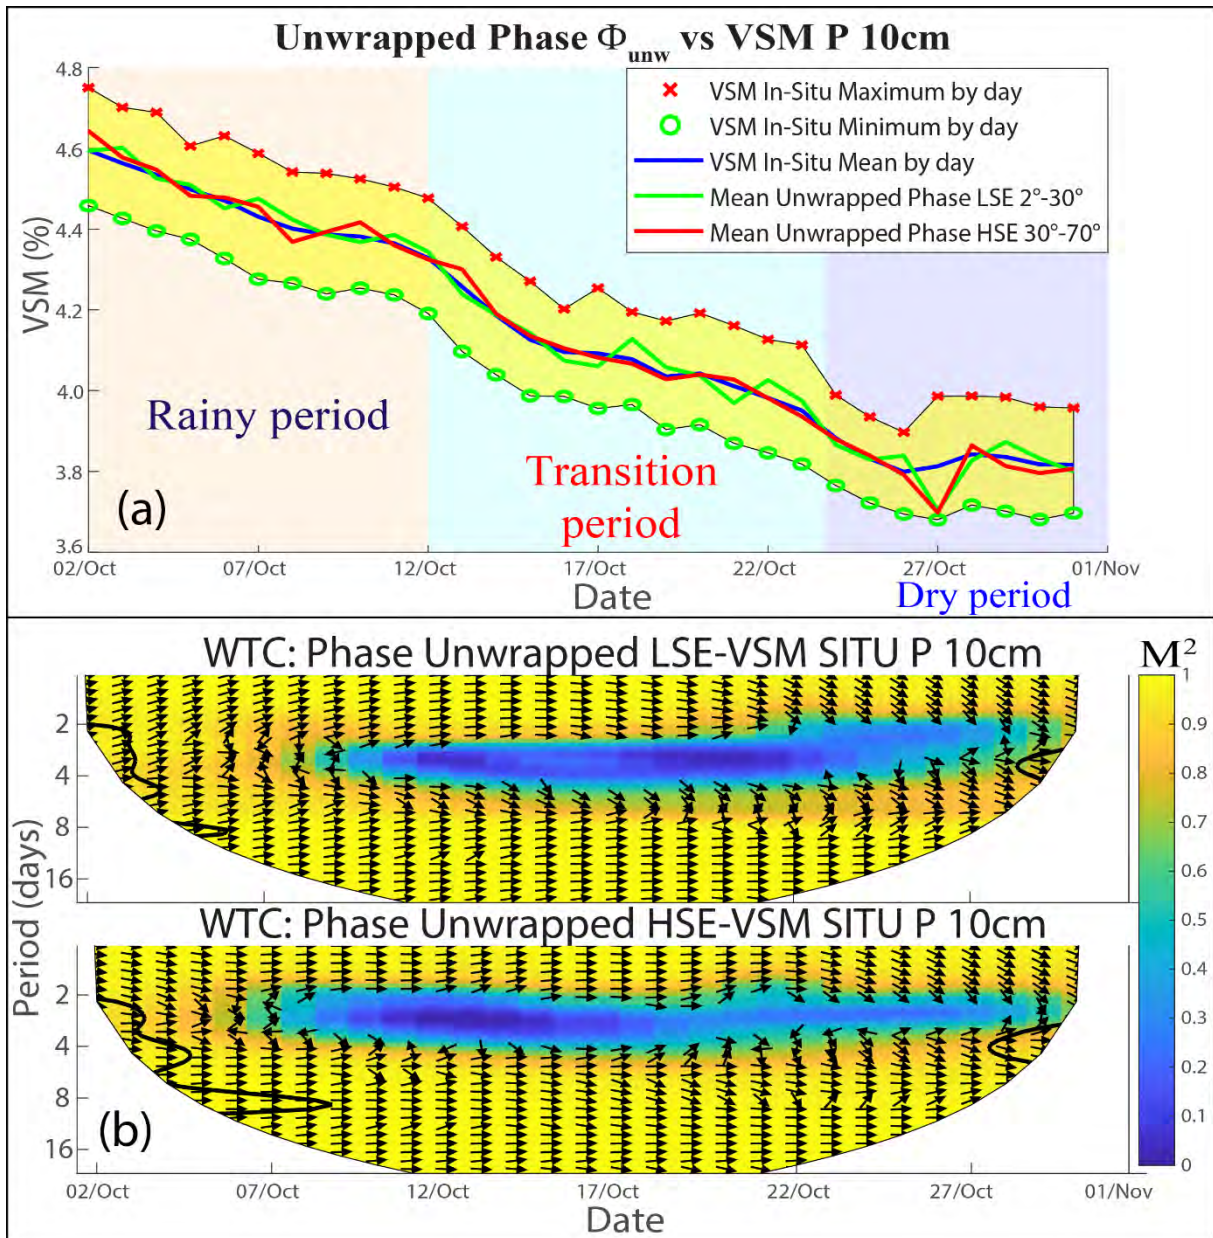 Unwrapped Phase Φunw vs VSM P 10cm
VSM In-Situ Maximum by day
VSM In-Situ Minimum by day
VSM In-Situ Mean by day
Mean Unwrapped Phase LSE 2°-30°
Mean Unwrapped Phase HSE 30°-70°
VSM (%)
4.8
4.6
4.4
4.2
4.0
3.8
3.6
Rainy period
Transition
period
(a)
02/Oct 07/Oct 12/Oct 17/Oct 22/Oct 27/Oct 01/Nov
Date
Dry period
WTC: Phase Unwrapped LSE-VSM SITU P 10cm
M²
Period (days)
2
4
8
16
WTC: Phase Unwrapped HSE-VSM SITU P 10cm
2
4
8
16
(b)
1
0.9
0.8
0.7
0.6
0.5
0.4
0.3
0.2
0.1
0
02/Oct 07/Oct 12/Oct 17/Oct 22/Oct 27/Oct 01/Nov
Date